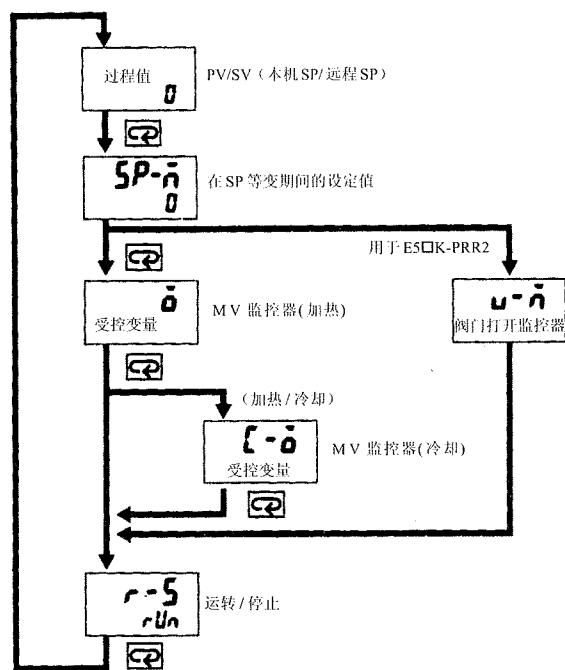 过程值
0
PV/SV（本机SP/远程SP）
SP-n̄
0
在SP等变期间的设定值
用于E5□K-PRR2
ō
受控变量
MV监控器(加热)
u-n̄
阀门打开监控器
（加热/冷却）
C-ō
受控变量
MV监控器(冷却)
r-S
rUn
运转/停止